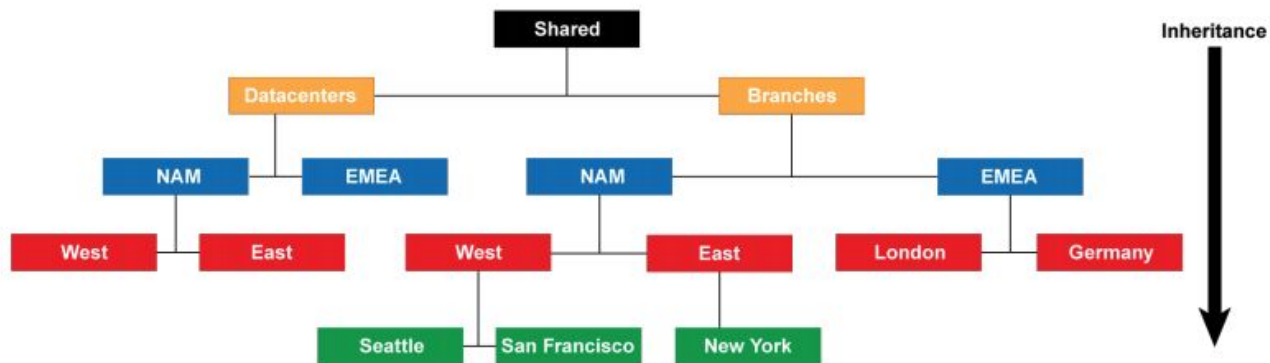 Shared
Inheritance
Datacenters
Branches
NAM
EMEA
NAM
EMEA
West
East
West
East
London
Germany
Seattle
San Francisco
New York